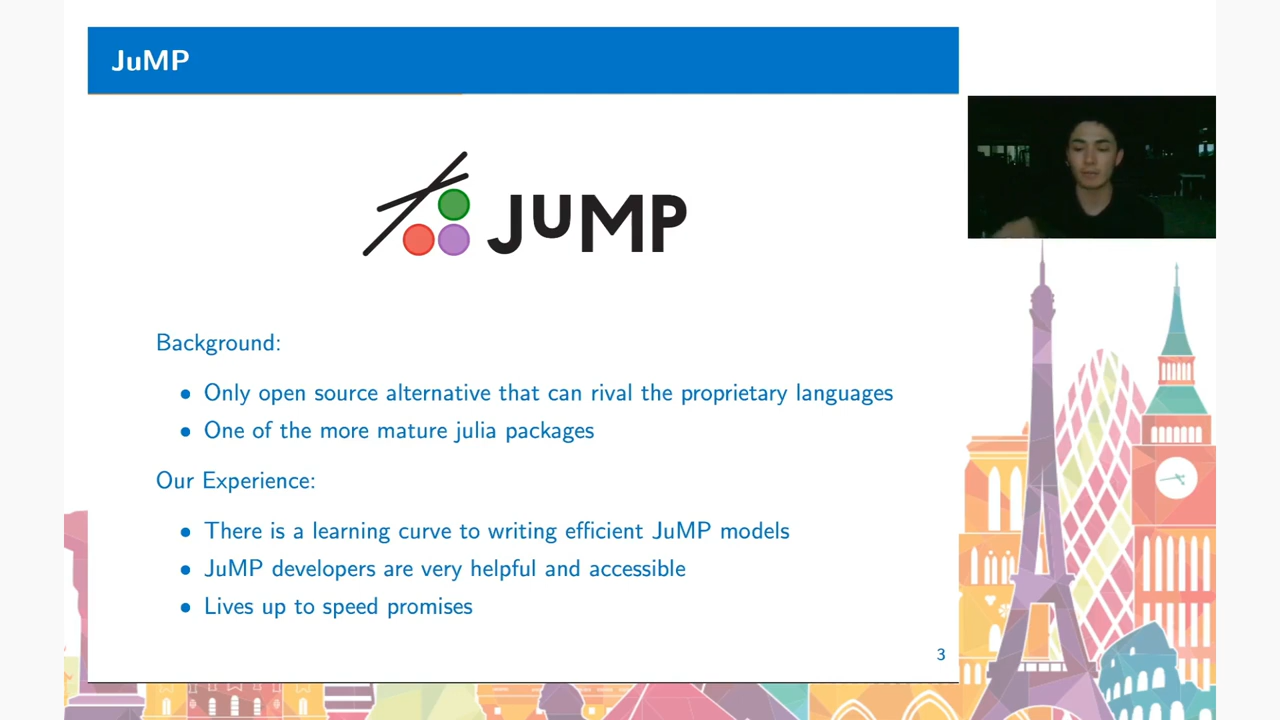 JuMP
JuMP
Background:
• Only open source alternative that can rival the proprietary languages
• One of the more mature julia packages
Our Experience:
• There is a learning curve to writing efficient JuMP models
• JuMP developers are very helpful and accessible
• Lives up to speed promises
3